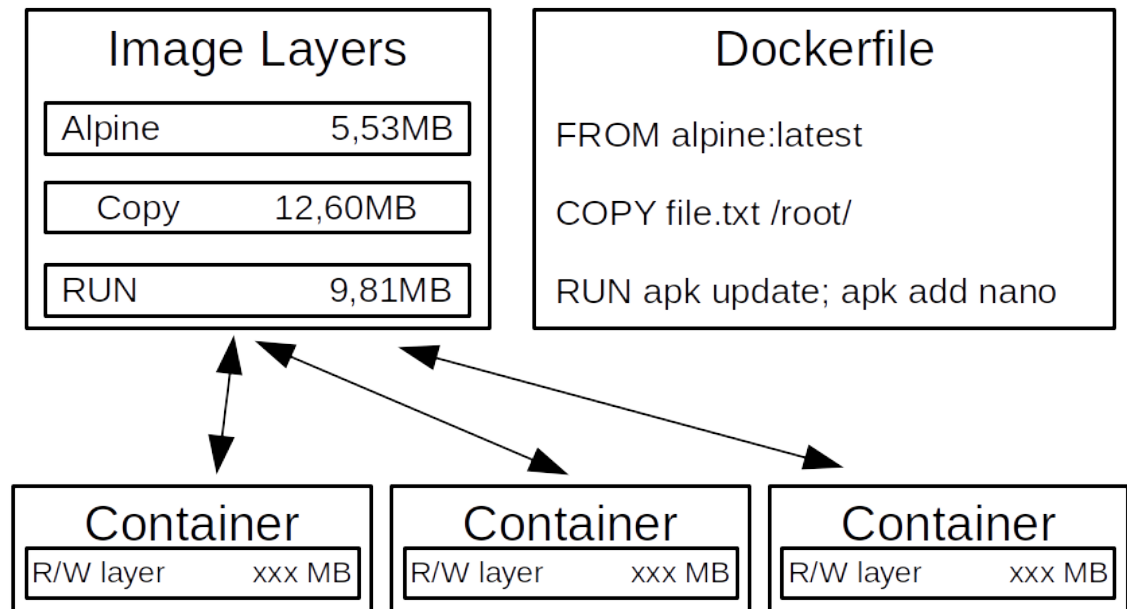 Image Layers
Alpine 5,53MB
Copy 12,60MB
RUN 9,81MB
Dockerfile
FROM alpine:latest
COPY file.txt /root/
RUN apk update; apk add nano
Container
R/W layer xxx MB
Container
R/W layer xxx MB
Container
R/W layer xxx MB